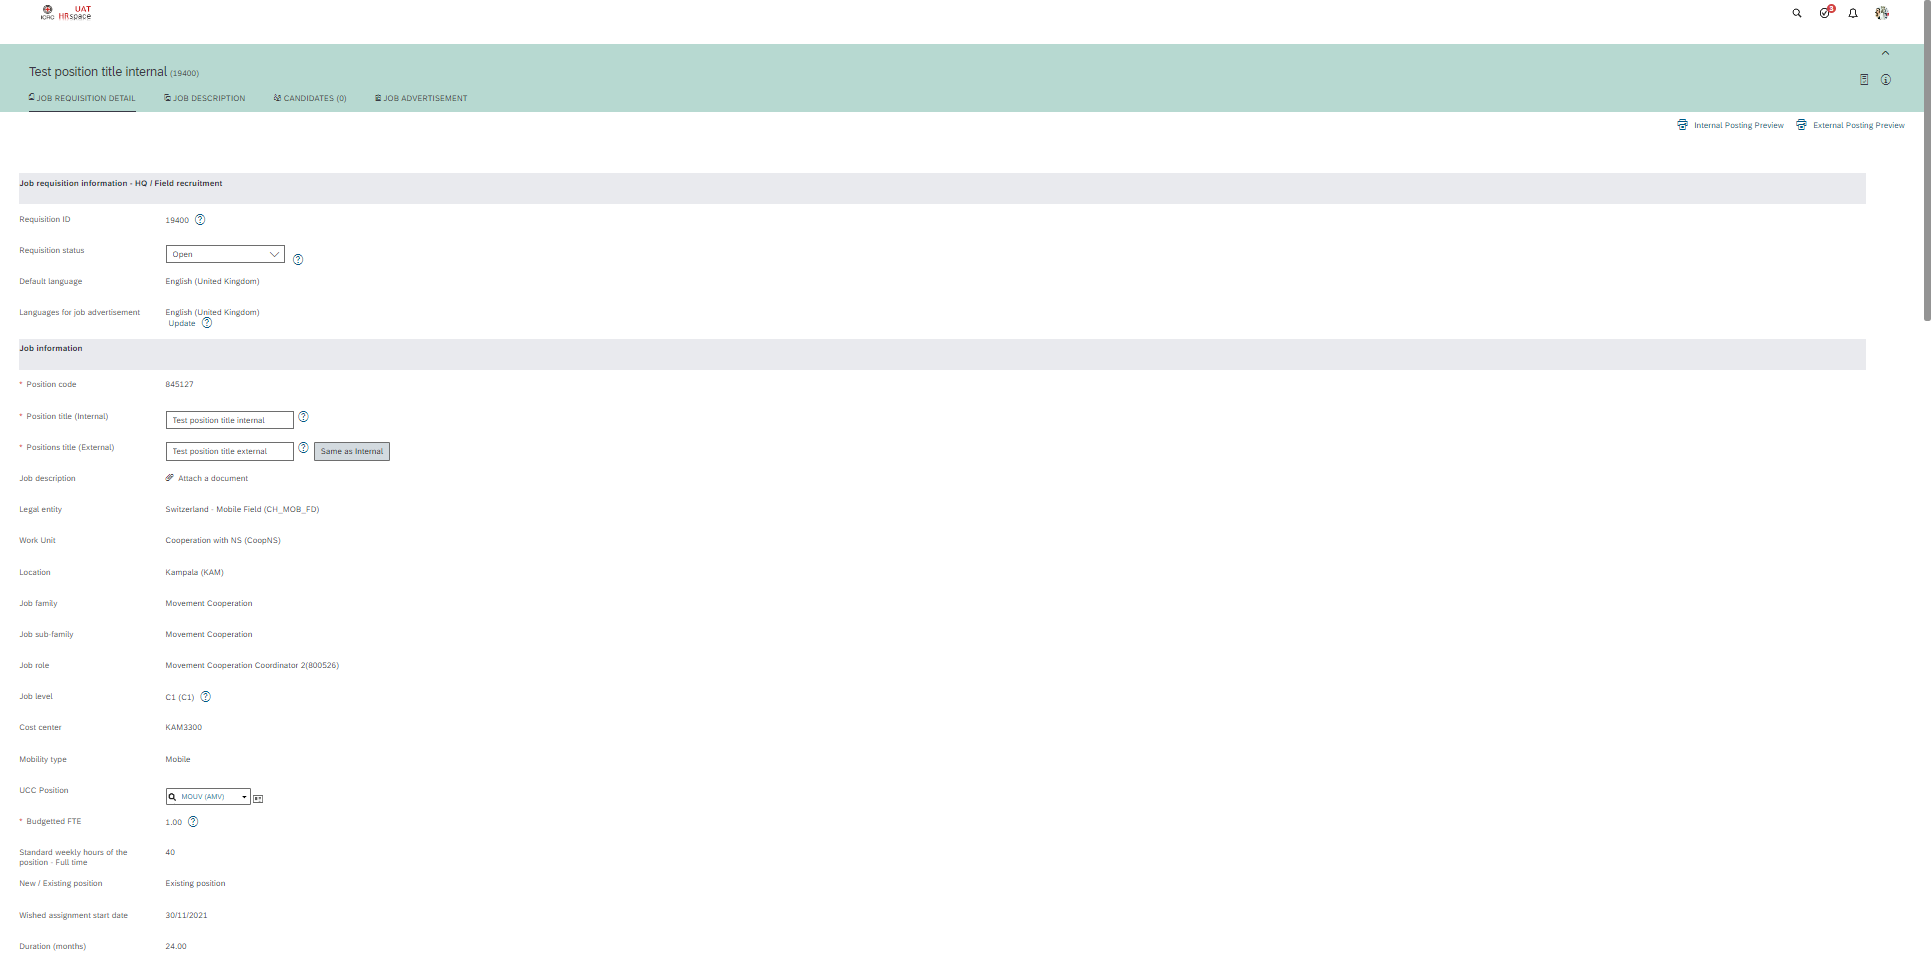 ICRC
UAT
HRspace
3
Test position title internal (19400)
JOB REQUISITION DETAIL
JOB DESCRIPTION
CANDIDATES (0)
JOB ADVERTISEMENT
Internal Posting Preview
External Posting Preview
Job requisition information - HQ / Field recruitment
Requisition ID 19400
Requisition status Open
Default language English (United Kingdom)
Languages for job advertisement English (United Kingdom)
Update
Job information
* Position code 845127
* Position title (Internal) Test position title internal
* Positions title (External) Test position title external Same as Internal
Job description Attach a document
Legal entity Switzerland - Mobile Field (CH_MOB_FD)
Work Unit Cooperation with NS (CoopNS)
Location Kampala (KAM)
Job family Movement Cooperation
Job sub-family Movement Cooperation
Job role Movement Cooperation Coordinator 2(800526)
Job level C1 (C1)
Cost center KAM3300
Mobility type Mobile
UCC Position MOUV (AMV)
* Budgetted FTE 1.00
Standard weekly hours of the 40
position - Full time
New / Existing position Existing position
Wished assignment start date 30/11/2021
Duration (months) 24.00